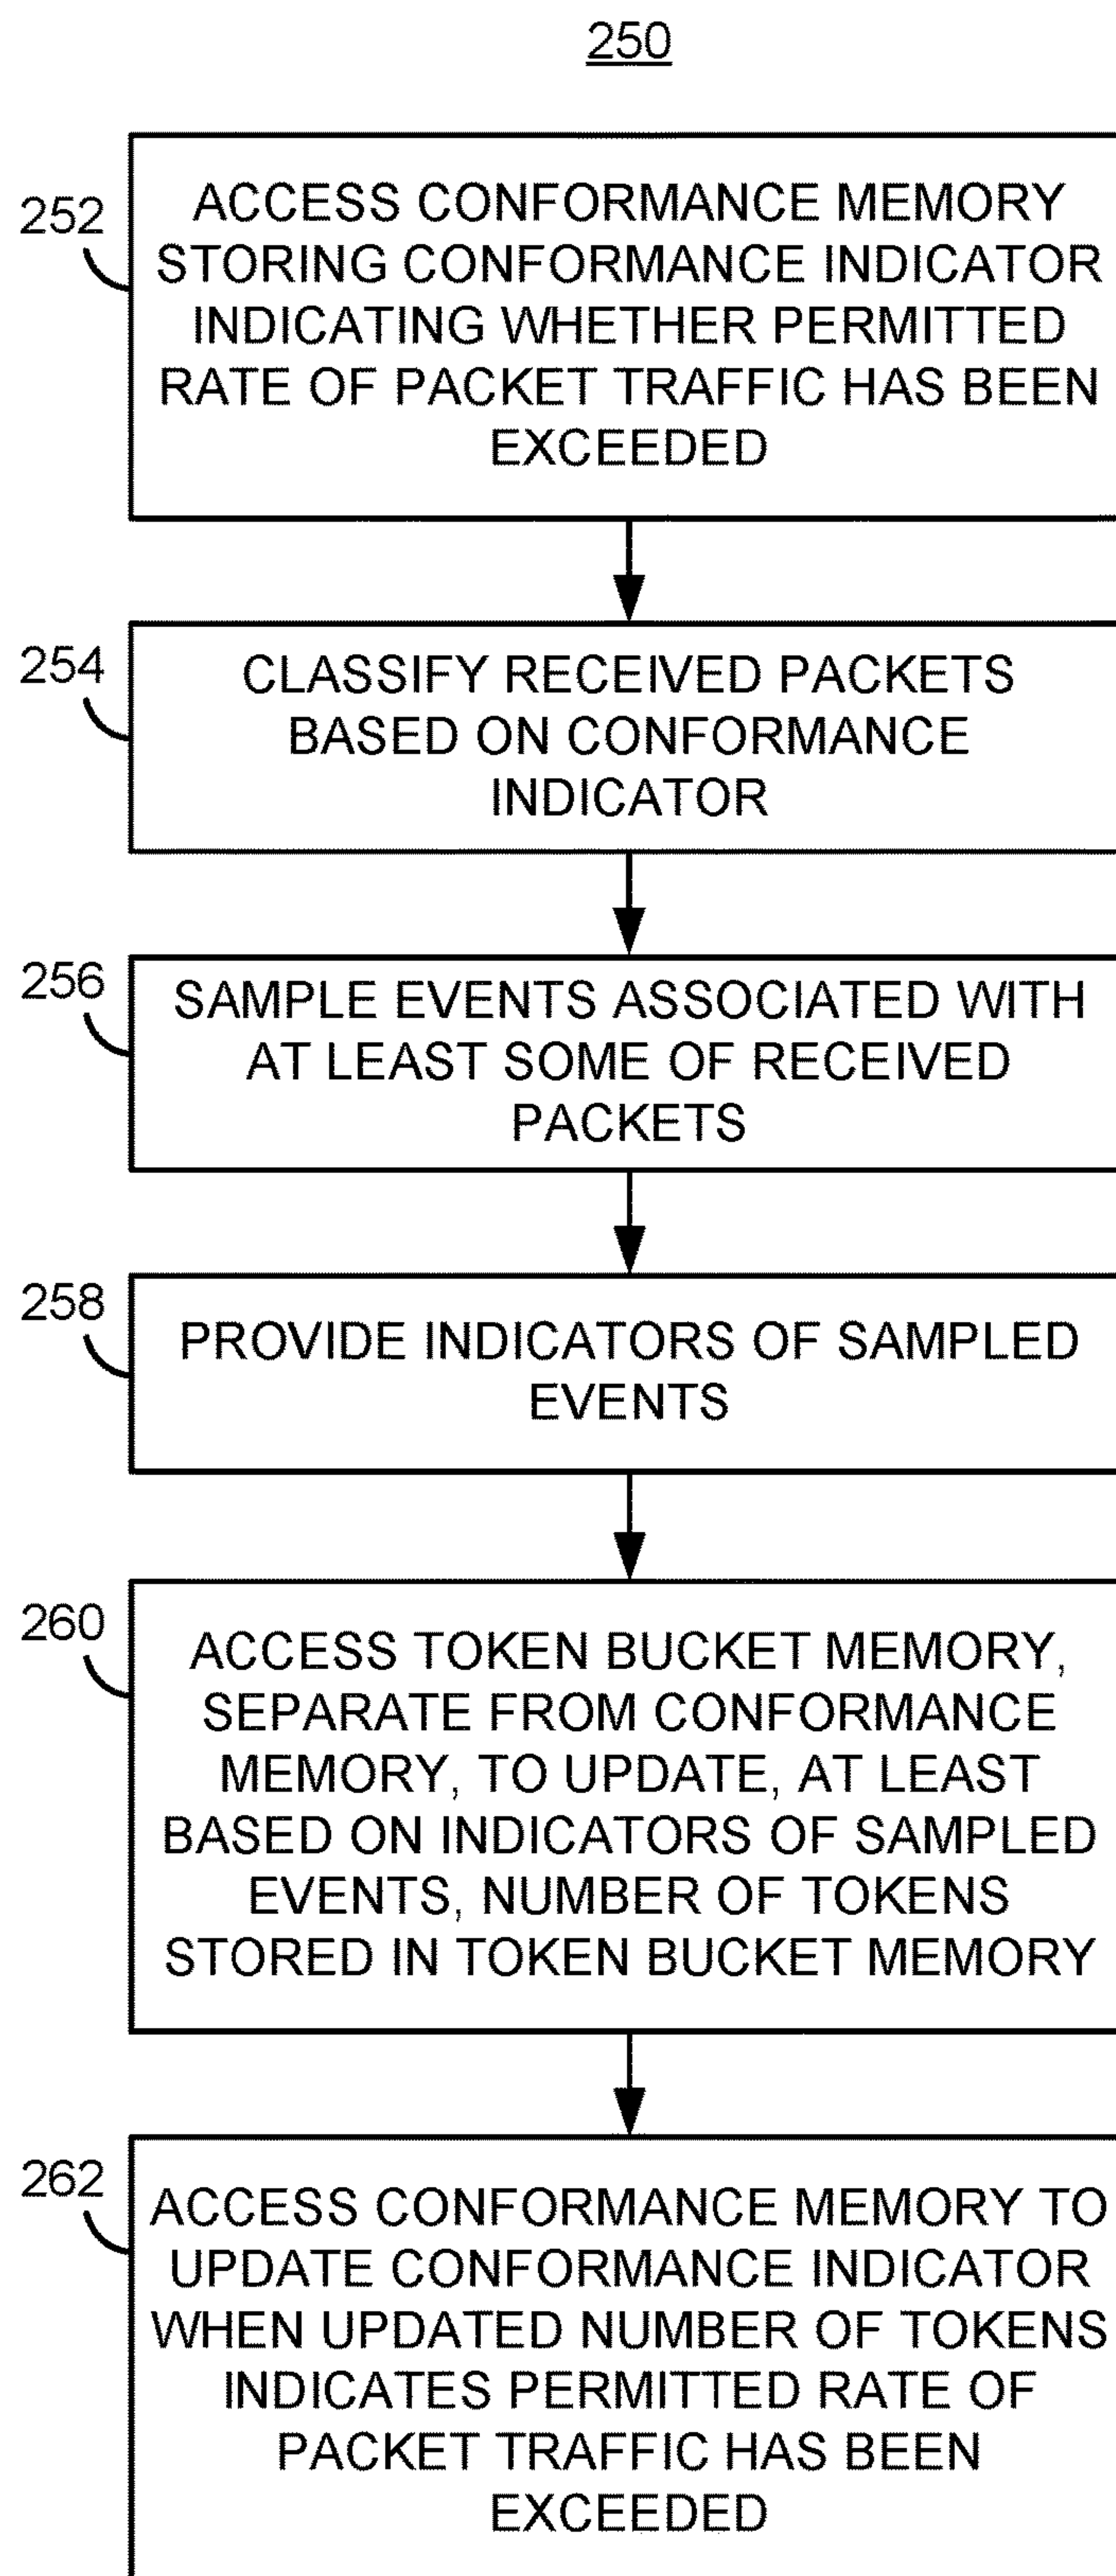 250
252
ACCESS CONFORMANCE MEMORY
STORING CONFORMANCE INDICATOR
INDICATING WHETHER PERMITTED
RATE OF PACKET TRAFFIC HAS BEEN
EXCEEDED
254
CLASSIFY RECEIVED PACKETS
BASED ON CONFORMANCE
INDICATOR
256
SAMPLE EVENTS ASSOCIATED WITH
AT LEAST SOME OF RECEIVED
PACKETS
258
PROVIDE INDICATORS OF SAMPLED
EVENTS
260
ACCESS TOKEN BUCKET MEMORY,
SEPARATE FROM CONFORMANCE
MEMORY, TO UPDATE, AT LEAST
BASED ON INDICATORS OF SAMPLED
EVENTS, NUMBER OF TOKENS
STORED IN TOKEN BUCKET MEMORY
262
ACCESS CONFORMANCE MEMORY TO
UPDATE CONFORMANCE INDICATOR
WHEN UPDATED NUMBER OF TOKENS
INDICATES PERMITTED RATE OF
PACKET TRAFFIC HAS BEEN
EXCEEDED